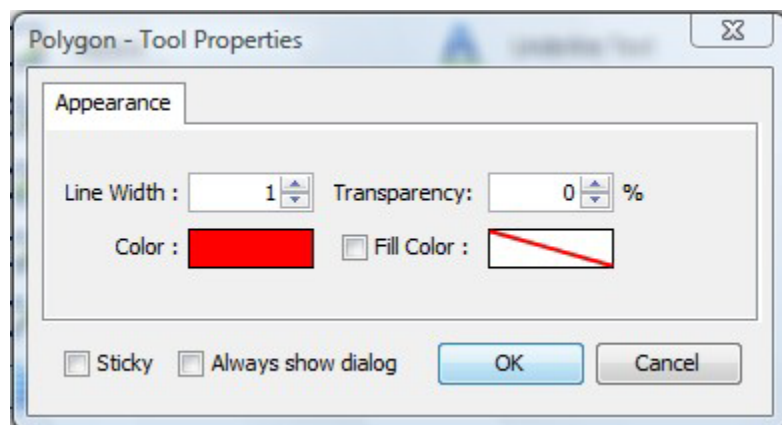 Polygon - Tool Properties
Appearance
Line Width : 1 Transparency: 0 %
Color : Fill Color :
Sticky Always show dialog OK Cancel